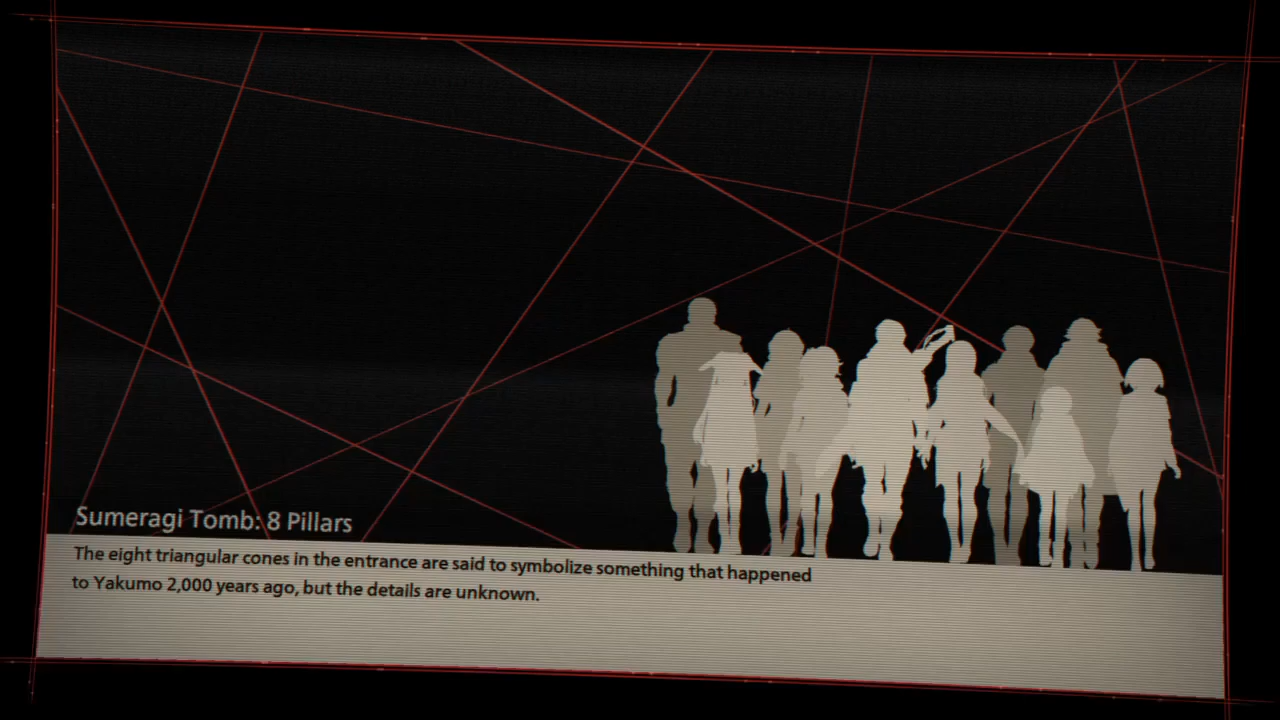 Sumeragi Tomb: 8 Pillars
The eight triangular cones in the entrance are said to symbolize something that happened
to Yakumo 2,000 years ago, but the details are unknown.